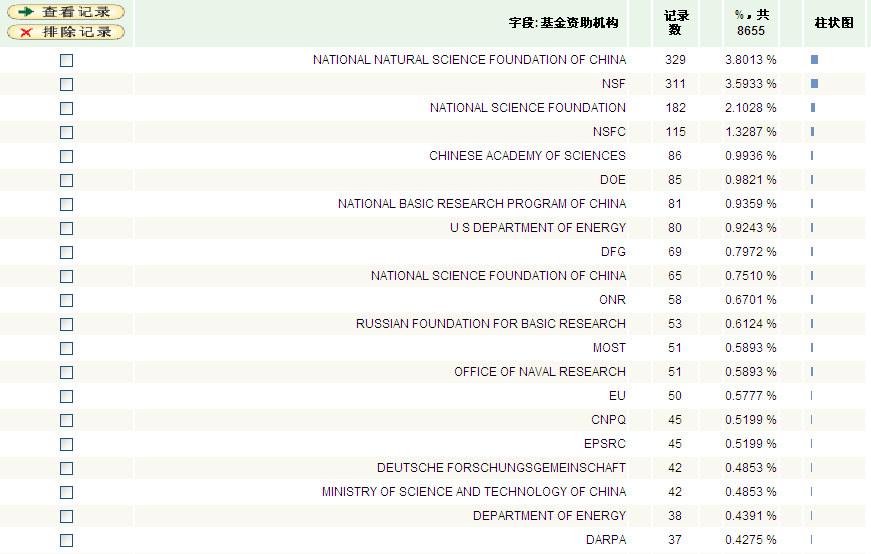 查看记录
排除记录
字段:基金资助机构 记录数 %，共 8655 柱状图
NATIONAL NATURAL SCIENCE FOUNDATION OF CHINA 329 3.8013 %
NSF 311 3.5933 %
NATIONAL SCIENCE FOUNDATION 182 2.1028 %
NSFC 115 1.3287 %
CHINESE ACADEMY OF SCIENCES 86 0.9936 %
DOE 85 0.9821 %
NATIONAL BASIC RESEARCH PROGRAM OF CHINA 81 0.9359 %
U S DEPARTMENT OF ENERGY 80 0.9243 %
DFG 69 0.7972 %
NATIONAL SCIENCE FOUNDATION OF CHINA 65 0.7510 %
ONR 58 0.6701 %
RUSSIAN FOUNDATION FOR BASIC RESEARCH 53 0.6124 %
MOST 51 0.5893 %
OFFICE OF NAVAL RESEARCH 51 0.5893 %
EU 50 0.5777 %
CNPQ 45 0.5199 %
EPSRC 45 0.5199 %
DEUTSCHE FORSCHUNGSGEMEINSCHAFT 42 0.4853 %
MINISTRY OF SCIENCE AND TECHNOLOGY OF CHINA 42 0.4853 %
DEPARTMENT OF ENERGY 38 0.4391 %
DARPA 37 0.4275 %